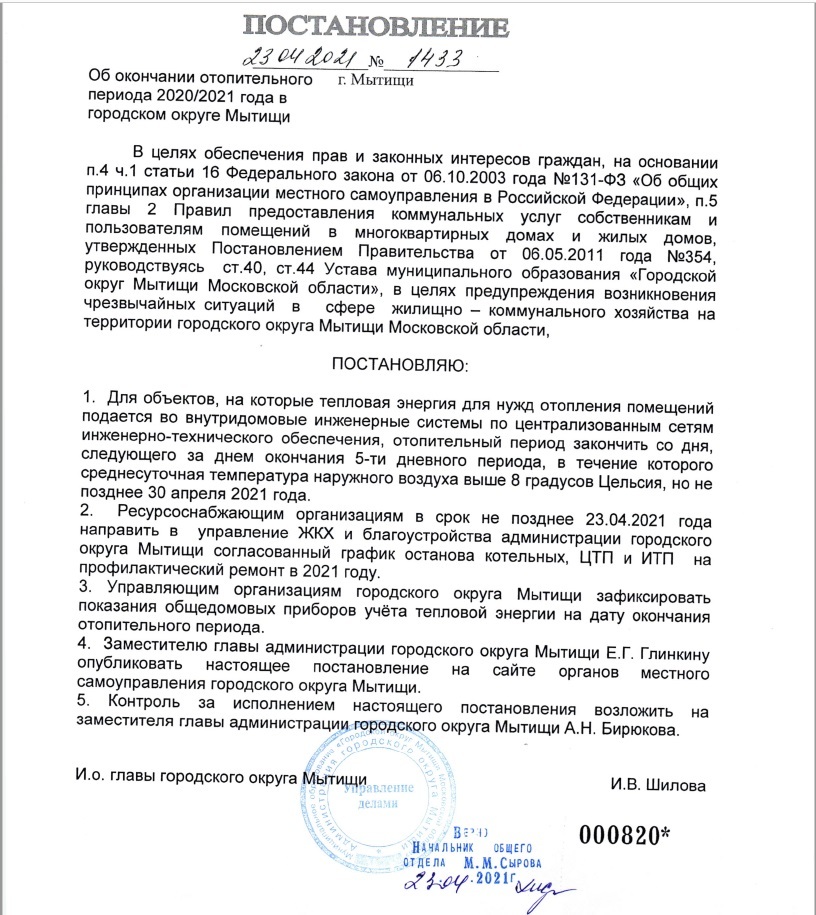 ПОСТАНОВЛЕНИЕ
23 04 2021 № 1433
Об окончании отопительного г. Мытищи
периода 2020/2021 года в
городском округе Мытищи
В целях обеспечения прав и законных интересов граждан, на основании
п.4 ч.1 статьи 16 Федерального закона от 06.10.2003 года №131-ФЗ «Об общих
принципах организации местного самоуправления в Российской Федерации», п.5
главы 2 Правил предоставления коммунальных услуг собственникам и
пользователям помещений в многоквартирных домах и жилых домов,
утвержденных Постановлением Правительства от 06.05.2011 года №354,
руководствуясь ст.40, ст.44 Устава муниципального образования «Городской
округ Мытищи Московской области», в целях предупреждения возникновения
чрезвычайных ситуаций в сфере жилищно – коммунального хозяйства на
территории городского округа Мытищи Московской области,
ПОСТАНОВЛЯЮ:
1. Для объектов, на которые тепловая энергия для нужд отопления помещений
подается во внутридомовые инженерные системы по централизованным сетям
инженерно-технического обеспечения, отопительный период закончить со дня,
следующего за днем окончания 5-ти дневного периода, в течение которого
среднесуточная температура наружного воздуха выше 8 градусов Цельсия, но не
позднее 30 апреля 2021 года.
2. Ресурсоснабжающим организациям в срок не позднее 23.04.2021 года
направить в управление ЖКХ и благоустройства администрации городского
округа Мытищи согласованный график останова котельных, ЦТП и ИТП на
профилактический ремонт в 2021 году.
3. Управляющим организациям городского округа Мытищи зафиксировать
показания общедомовых приборов учёта тепловой энергии на дату окончания
отопительного периода.
4. Заместителю главы администрации городского округа Мытищи Е.Г. Глинкину
опубликовать настоящее постановление на сайте органов местного
самоуправления городского округа Мытищи.
5. Контроль за исполнением настоящего постановления возложить на
заместителя главы администрации городского округа Мытищи А.Н. Бирюкова.
И.о. главы городского округа Мытищи И.В. Шилова
Администрация городского округа Мытищи
Управление
делами
ВЕРНО
НАЧАЛЬНИК ОБЩЕГО
ОТДЕЛА М.М.СЫРОВА
23.04.2021г.
000820*